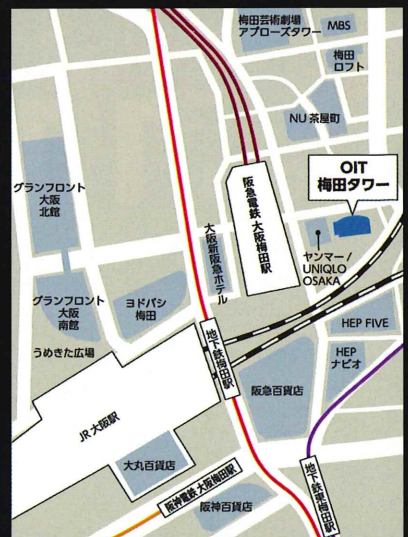 梅田芸術劇場
アプローズタワー
MBS
梅田
ロフト
NU 茶屋町
OIT
梅田タワー
グランフロント
大阪
北館
阪急電鉄 大阪梅田駅
大阪新阪急ホテル
ヤンマー /
UNIQLO
OSAKA
グランフロント
大阪
南館
ヨドバシ
梅田
うめきた広場
地下鉄梅田駅
HEP FIVE
HEP
ナビオ
阪急百貨店
JR 大阪駅
大丸百貨店
阪神電鉄 大阪梅田駅
阪神百貨店
地下鉄東梅田駅